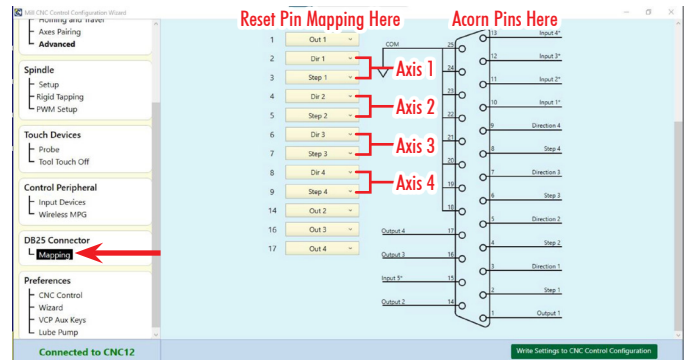 Mill CNC Control Configuration Wizard
Homing and Travel
Axes Pairing
Advanced
Spindle
Setup
Rigid Tapping
PWM Setup
Touch Devices
Probe
Tool Touch Off
Control Peripheral
Input Devices
Wireless MPG
DB25 Connector
Mapping
Preferences
CNC Control
Wizard
VCP Aux Keys
Lube Pump
Connected to CNC12
Reset Pin Mapping Here
1 Out 1
2 Dir 1
3 Step 1
Axis 1
4 Dir 2
5 Step 2
Axis 2
6 Dir 3
7 Step 3
Axis 3
8 Dir 4
9 Step 4
Axis 4
14 Out 2
16 Out 3
17 Out 4
Acorn Pins Here
COM
25
24
23
22
21
20
19
18
Output 4 17
Output 3 16
Input 5* 15
Output 2 14
13 Input 4*
12 Input 3*
11 Input 2*
10 Input 1*
9 Direction 4
8 Step 4
7 Direction 3
6 Step 3
5 Direction 2
4 Step 2
3 Direction 1
2 Step 1
1 Output 1
Write Settings to CNC Control Configuration